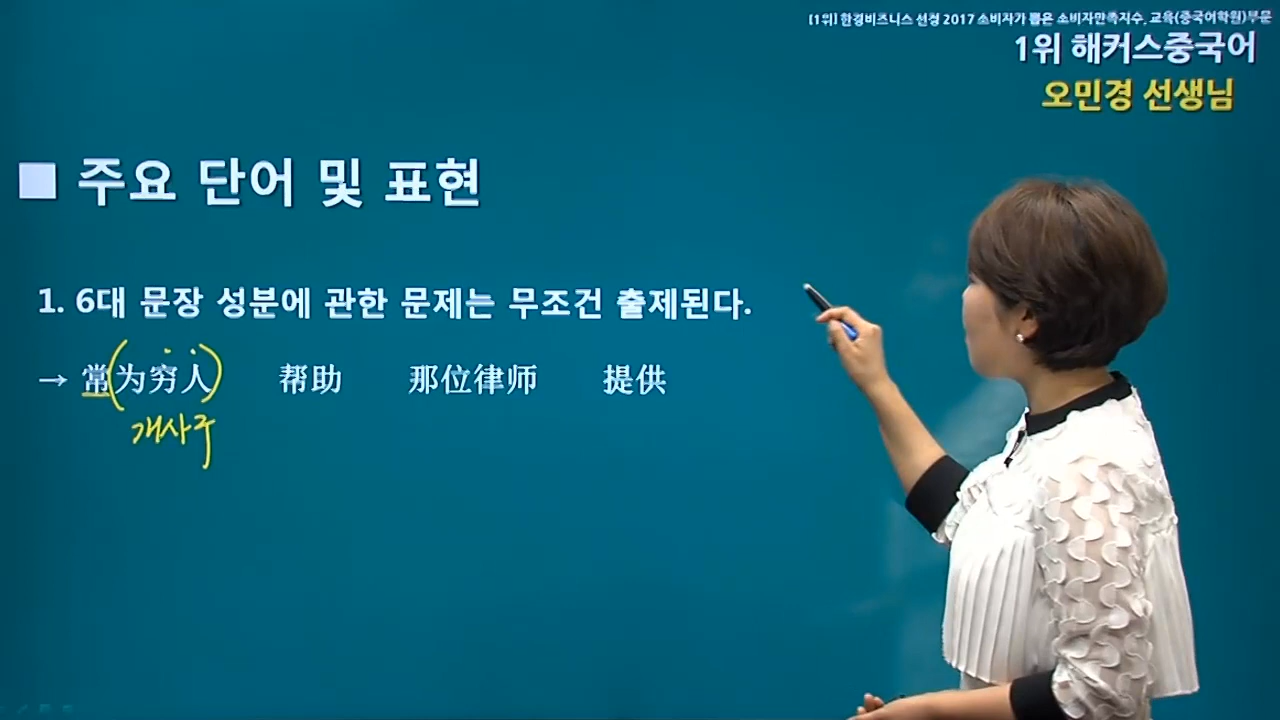 [1위] 한경비즈니스 선정 2017 소비자가 뽑은 소비자만족지수, 교육(중국어학원)부문
1위 해커스중국어
오민경 선생님
■ 주요 단어 및 표현
1. 6대 문장 성분에 관한 문제는 무조건 출제된다.
→ 常(为穷人) 帮助 那位律师 提供
개사구